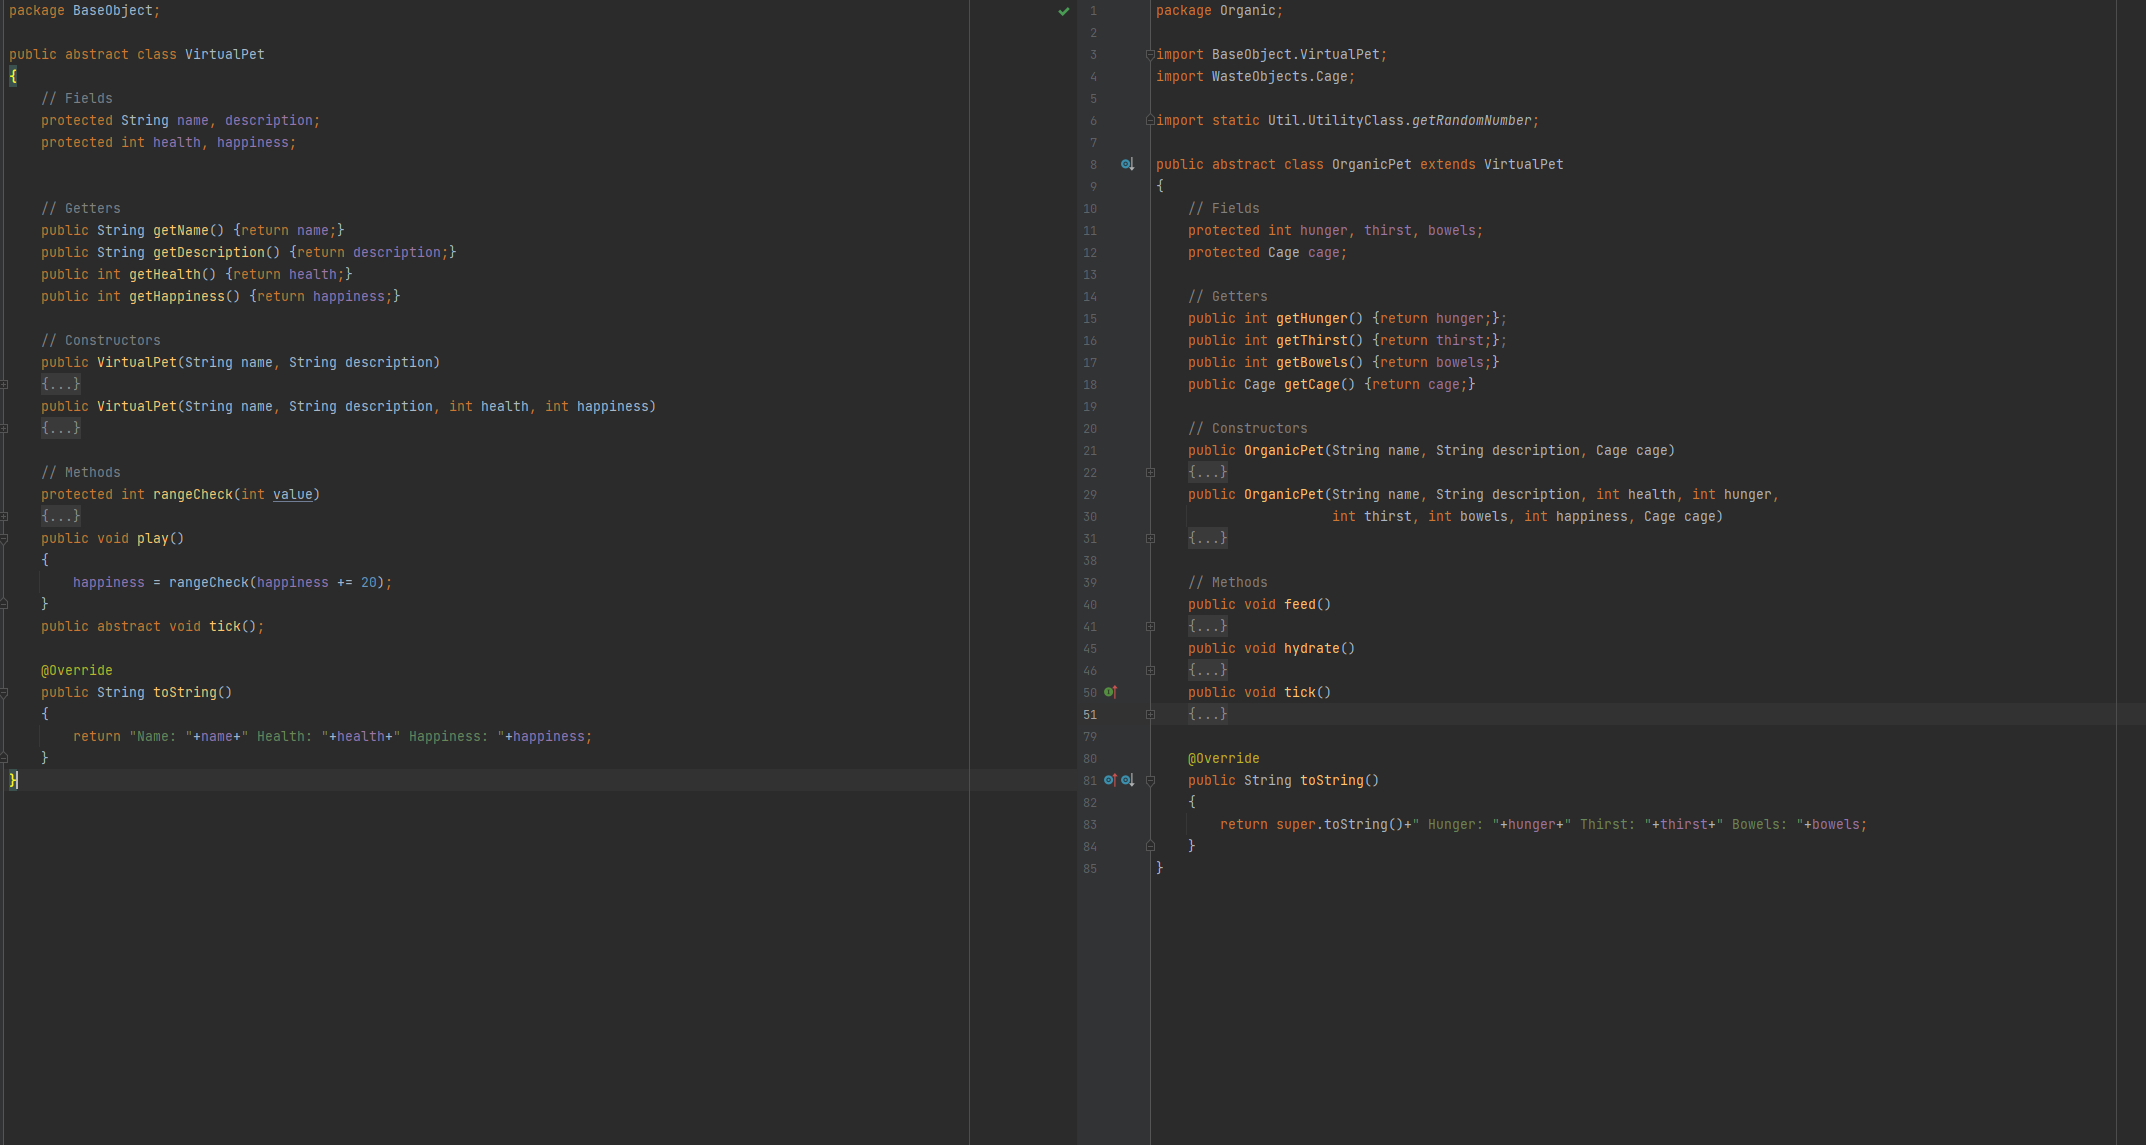 package BaseObject;
public abstract class VirtualPet
{
// Fields
protected String name, description;
protected int health, happiness;
// Getters
public String getName() {return name;}
public String getDescription() {return description;}
public int getHealth() {return health;}
public int getHappiness() {return happiness;}
// Constructors
public VirtualPet(String name, String description)
{...}
public VirtualPet(String name, String description, int health, int happiness)
{...}
// Methods
protected int rangeCheck(int value)
{...}
public void play()
{
happiness = rangeCheck(happiness += 20);
}
public abstract void tick();
@Override
public String toString()
{
return "Name: "+name+" Health: "+health+" Happiness: "+happiness;
}
}
1 package Organic;
2
3 import BaseObject.VirtualPet;
4 import WasteObjects.Cage;
5
6 import static Util.UtilityClass.getRandomNumber;
7
8 public abstract class OrganicPet extends VirtualPet
9 {
10 // Fields
11 protected int hunger, thirst, bowels;
12 protected Cage cage;
13
14 // Getters
15 public int getHunger() {return hunger;};
16 public int getThirst() {return thirst;};
17 public int getBowels() {return bowels;}
18 public Cage getCage() {return cage;}
19
20 // Constructors
21 public OrganicPet(String name, String description, Cage cage)
22 {...}
29 public OrganicPet(String name, String description, int health, int hunger,
30 int thirst, int bowels, int happiness, Cage cage)
31 {...}
38
39 // Methods
40 public void feed()
41 {...}
45 public void hydrate()
46 {...}
50 public void tick()
51 {...}
79
80 @Override
81 public String toString()
82 {
83 return super.toString()+" Hunger: "+hunger+" Thirst: "+thirst+" Bowels: "+bowels;
84 }
85 }